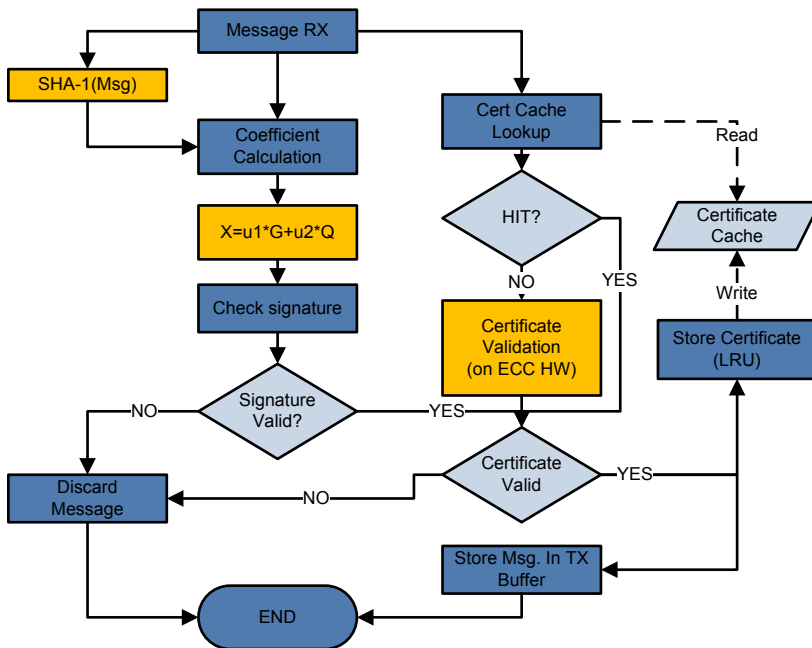 Message RX
SHA-1(Msg)
Coefficient
Calculation
Cert Cache
Lookup
Read
X=u1*G+u2*Q
HIT?
Certificate
Cache
NO
YES
Write
Check signature
Certificate
Validation
(on ECC HW)
Store Certificate
(LRU)
Signature
Valid?
NO
YES
Certificate
Valid
YES
NO
Discard
Message
Store Msg. In TX
Buffer
END